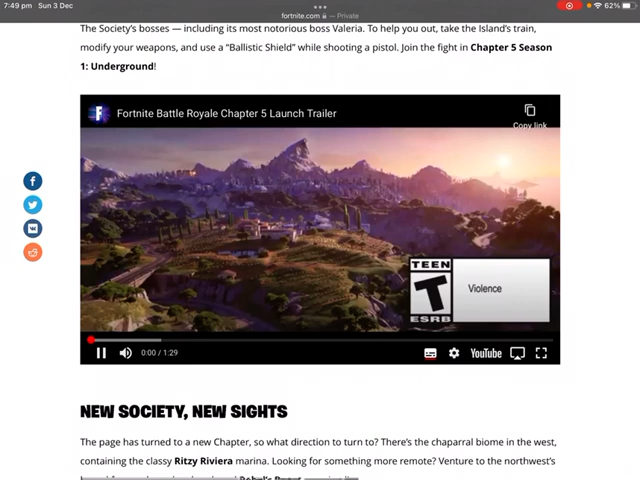 7:49 pm Sun 3 Dec
fortnite.com — Private
62%
The Society's bosses — including its most notorious boss Valeria. To help you out, take the Island's train,
modify your weapons, and use a “Ballistic Shield” while shooting a pistol. Join the fight in Chapter 5 Season
1: Underground!
Fortnite Battle Royale Chapter 5 Launch Trailer
Copy link
TEEN
T
ESRB
Violence
0:00 / 1:29
YouTube
NEW SOCIETY, NEW SIGHTS
The page has turned to a new Chapter, so what direction to turn to? There's the chaparral biome in the west,
containing the classy Ritzy Riviera marina. Looking for something more remote? Venture to the northwest's